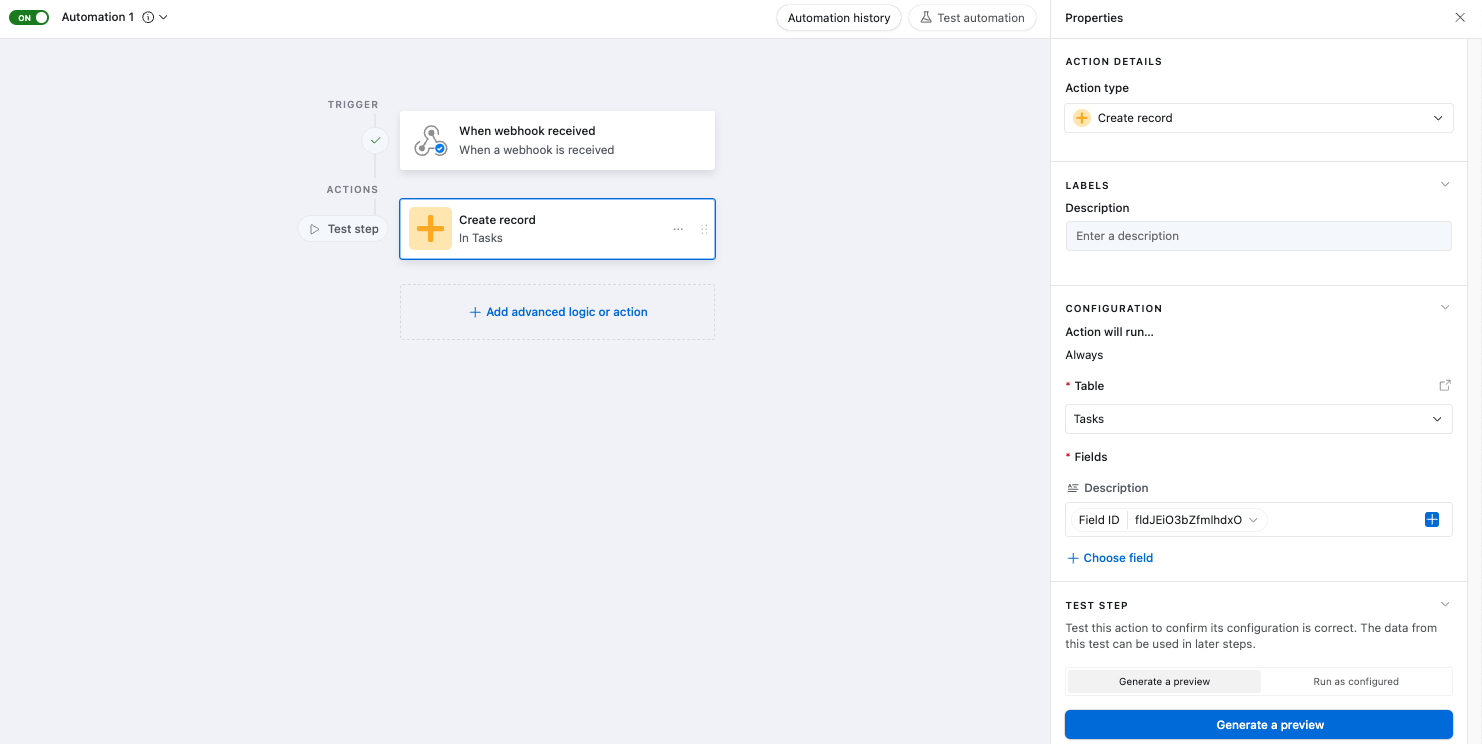 ON
Automation 1
Automation history
Test automation
TRIGGER
When webhook received
When a webhook is received
ACTIONS
Test step
Create record
In Tasks
Add advanced logic or action
Properties
ACTION DETAILS
Action type
Create record
LABELS
Description
Enter a description
CONFIGURATION
Action will run...
Always
* Table
Tasks
* Fields
Description
Field ID fldJEiO3bZfmlhdxO
Choose field
TEST STEP
Test this action to confirm its configuration is correct. The data from
this test can be used in later steps.
Generate a preview
Run as configured
Generate a preview